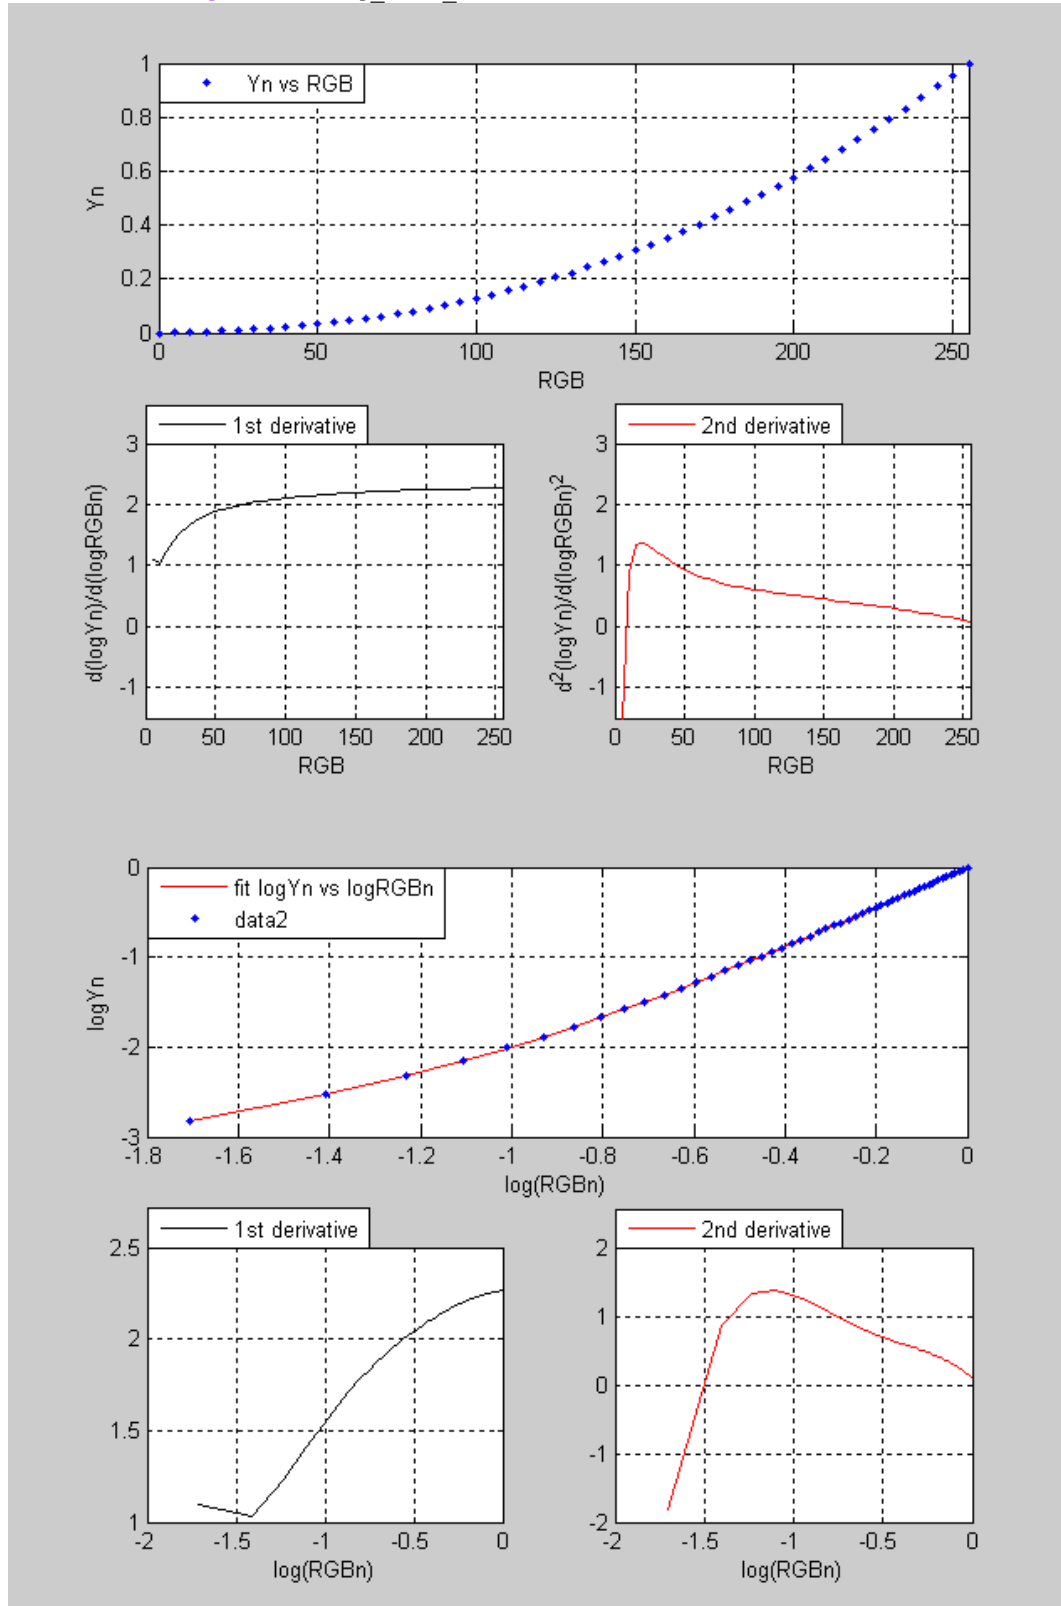 Yn vs RGB
1
0.8
0.6
0.4
0.2
0
Yn
0 50 100 150 200 250
RGB
1st derivative
3
2
1
0
-1
d(logYn)/d(logRGBn)
0 50 100 150 200 250
RGB
2nd derivative
3
2
1
0
-1
d²(logYn)/d(logRGBn)²
0 50 100 150 200 250
RGB
fit logYn vs logRGBn
data2
0
-1
-2
-3
logYn
-1.8 -1.6 -1.4 -1.2 -1 -0.8 -0.6 -0.4 -0.2 0
log(RGBn)
1st derivative
2.5
2
1.5
1
-2 -1.5 -1 -0.5 0
log(RGBn)
2nd derivative
2
1
0
-1
-2
-2 -1.5 -1 -0.5 0
log(RGBn)